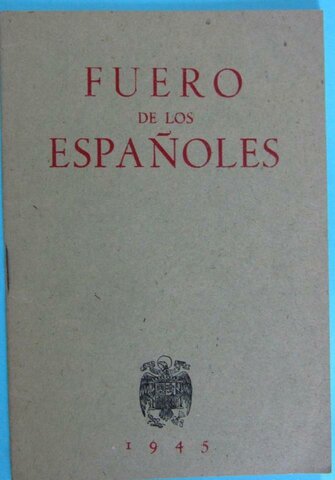 FUERO
DE LOS
ESPAÑOLES
1945